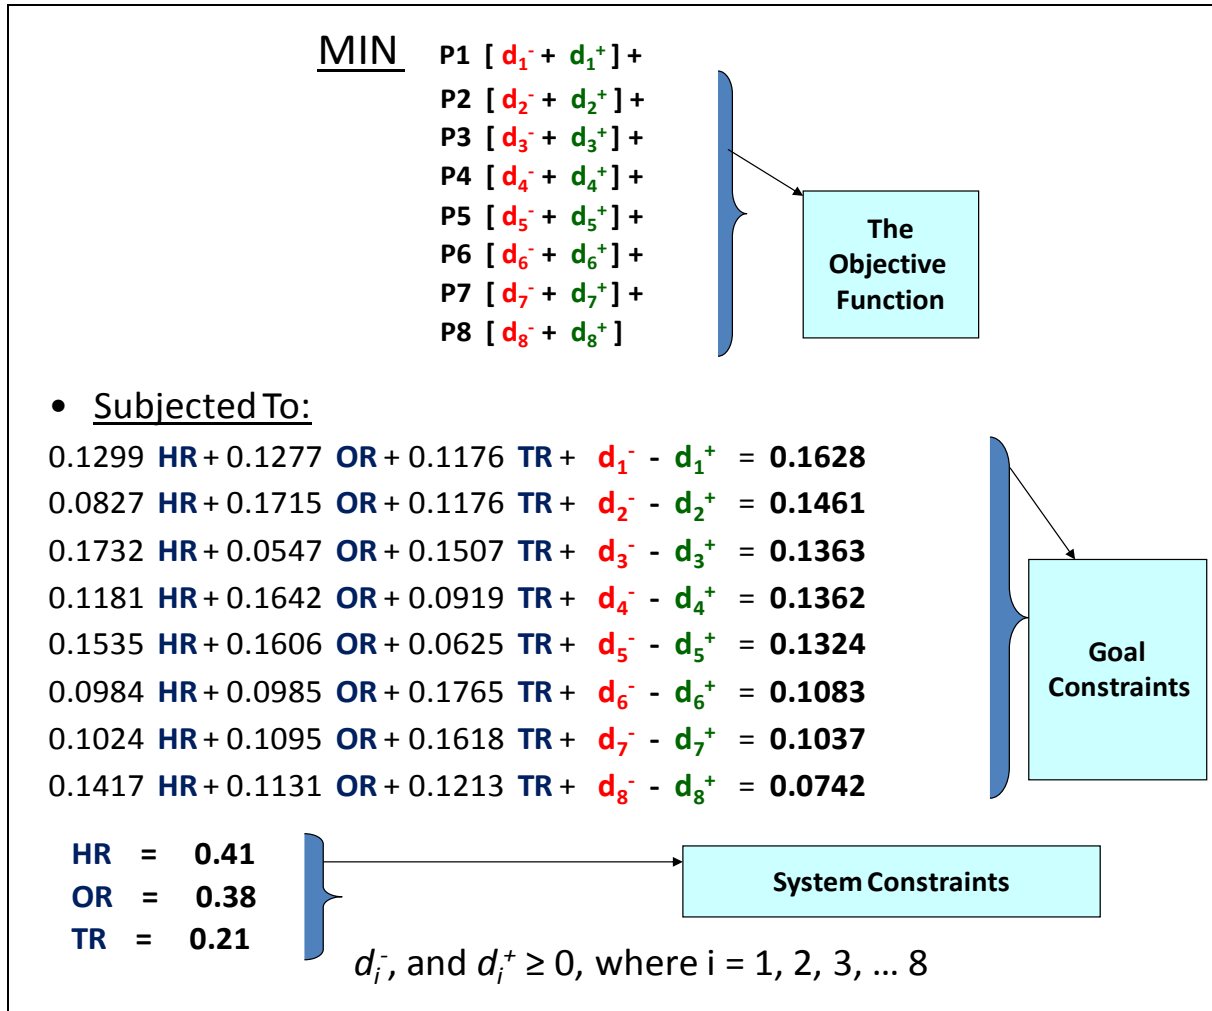 MIN P1 [ d₁⁻ + d₁⁺ ] +
P2 [ d₂⁻ + d₂⁺ ] +
P3 [ d₃⁻ + d₃⁺ ] +
P4 [ d₄⁻ + d₄⁺ ] +
P5 [ d₅⁻ + d₅⁺ ] +
P6 [ d₆⁻ + d₆⁺ ] +
P7 [ d₇⁻ + d₇⁺ ] +
P8 [ d₈⁻ + d₈⁺ ]
The
Objective
Function
• Subjected To:
0.1299 HR + 0.1277 OR + 0.1176 TR + d₁⁻ - d₁⁺ = 0.1628
0.0827 HR + 0.1715 OR + 0.1176 TR + d₂⁻ - d₂⁺ = 0.1461
0.1732 HR + 0.0547 OR + 0.1507 TR + d₃⁻ - d₃⁺ = 0.1363
0.1181 HR + 0.1642 OR + 0.0919 TR + d₄⁻ - d₄⁺ = 0.1362
0.1535 HR + 0.1606 OR + 0.0625 TR + d₅⁻ - d₅⁺ = 0.1324
0.0984 HR + 0.0985 OR + 0.1765 TR + d₆⁻ - d₆⁺ = 0.1083
0.1024 HR + 0.1095 OR + 0.1618 TR + d₇⁻ - d₇⁺ = 0.1037
0.1417 HR + 0.1131 OR + 0.1213 TR + d₈⁻ - d₈⁺ = 0.0742
Goal
Constraints
HR = 0.41
OR = 0.38
TR = 0.21
System Constraints
dᵢ⁻, and dᵢ⁺ ≥ 0, where i = 1, 2, 3, ... 8